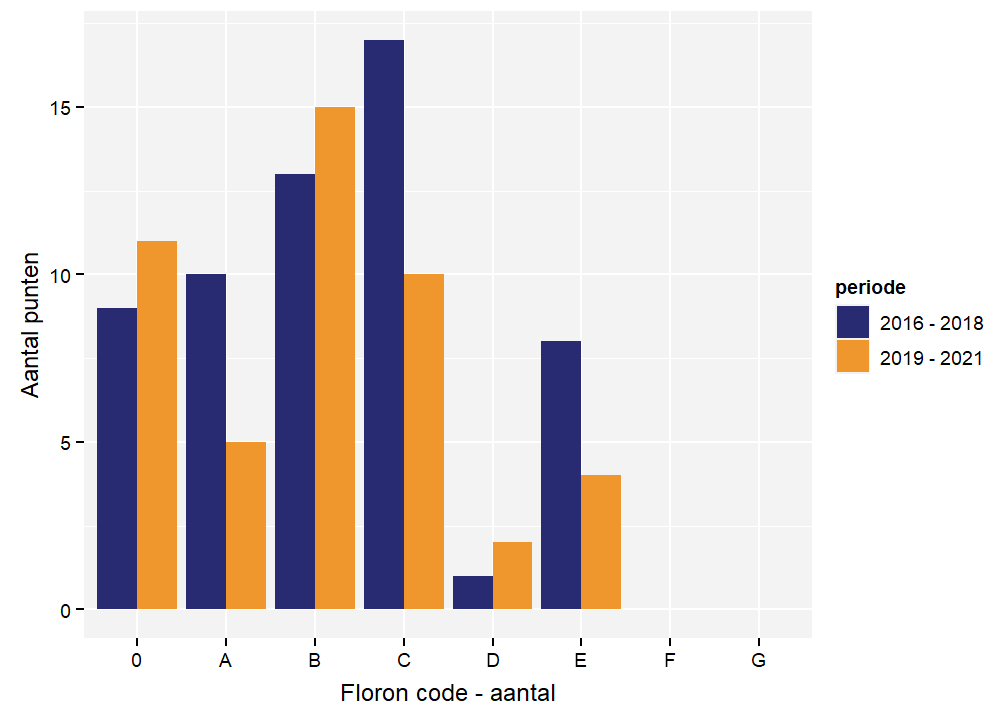 15
10
5
0
Aantal punten
0 A B C D E F G
Floron code - aantal
periode
2016 - 2018
2019 - 2021